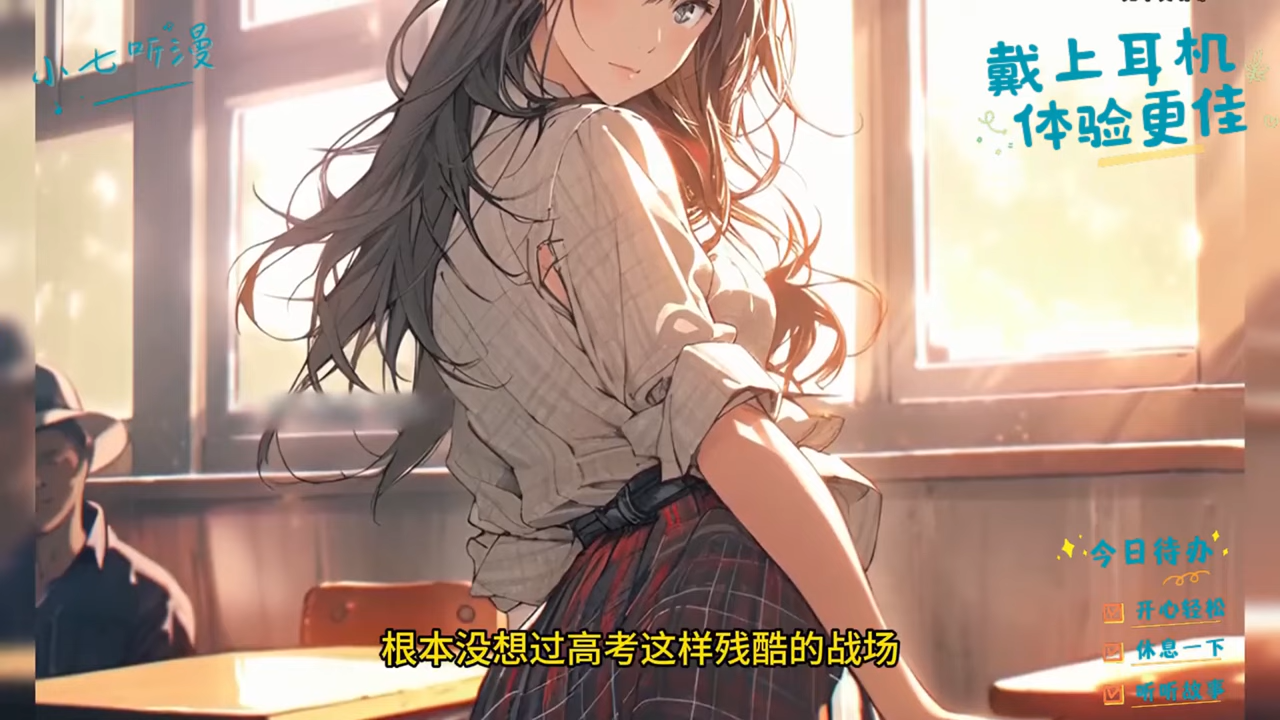 小七听漫
戴上耳机
体验更佳
今日待办
开心轻松
休息一下
听听故事
根本没想过高考这样残酷的战场